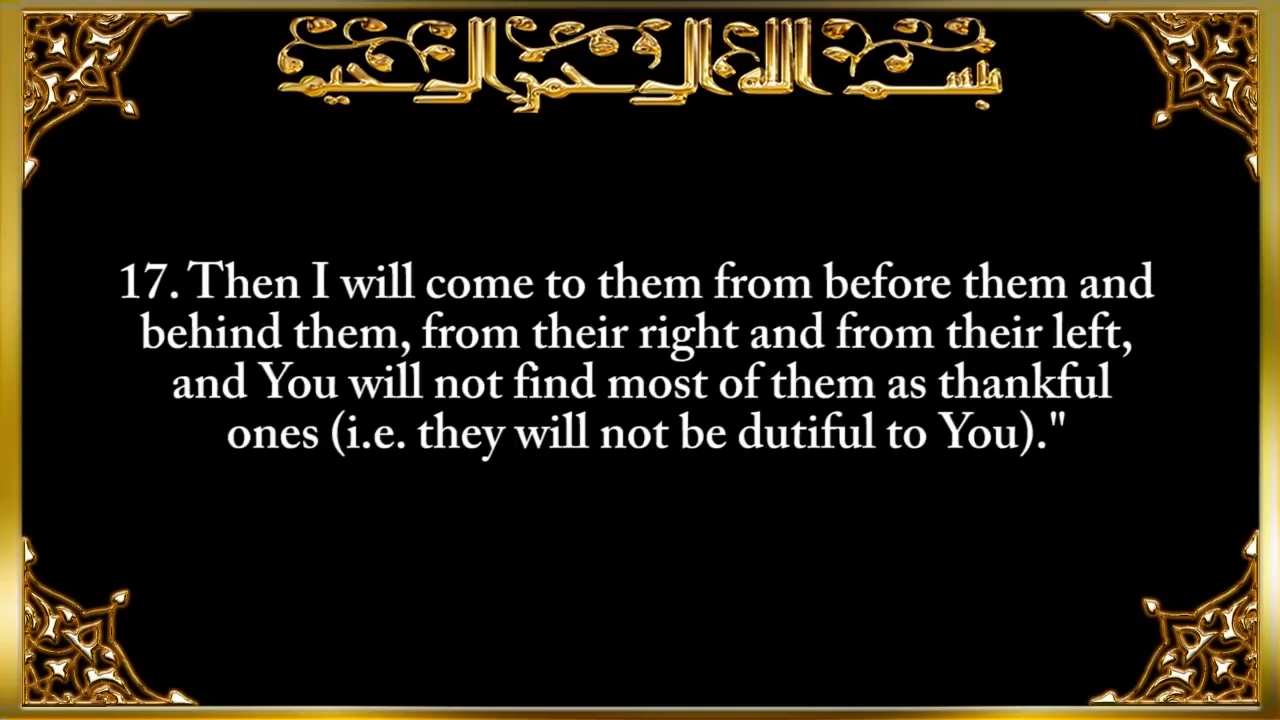 بسم الله الرحمن الرحيم
17. Then I will come to them from before them and
behind them, from their right and from their left,
and You will not find most of them as thankful
ones (i.e. they will not be dutiful to You)."